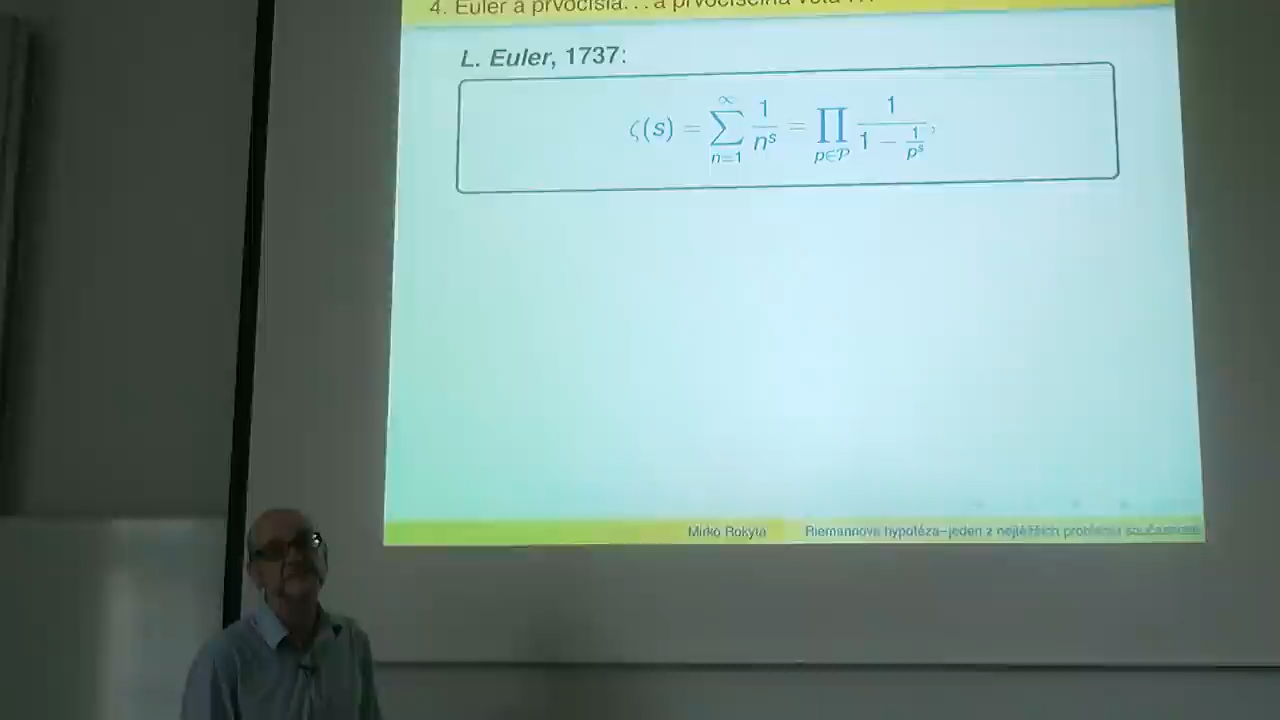 4. Euler a prvočísla... a prvočíselná věta ...
L. Euler, 1737:
ζ(s) = ∑_{n=1}^{∞} 1/n^s = ∏_{p∈𝒫} 1/(1 − 1/p^s),
Mirko Rokyta Riemannova hypotéza–jeden z nejtěžších problémů současnosti